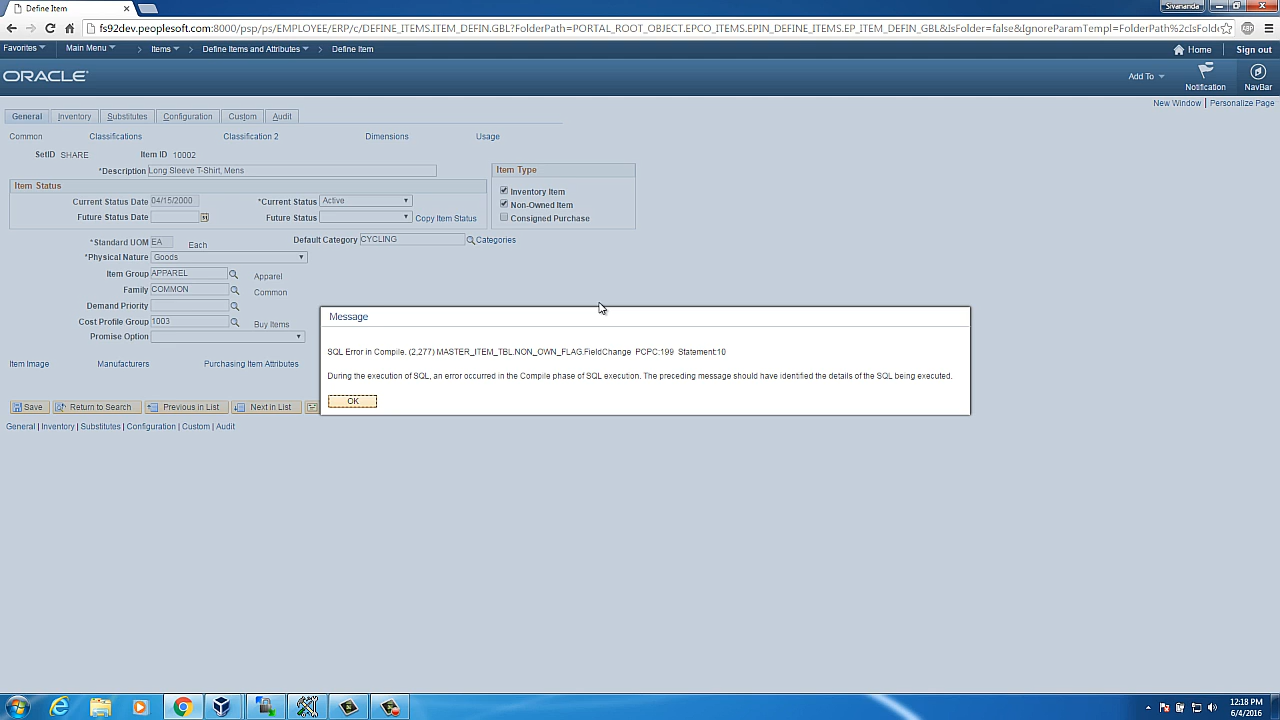 Define Item
Sivananda
fs92dev.peoplesoft.com:8000/psp/ps/EMPLOYEE/ERP/c/DEFINE_ITEMS.ITEM_DEFIN.GBL?FolderPath=PORTAL_ROOT_OBJECT.EPCO_ITEMS.EPIN_DEFINE_ITEMS.EP_ITEM_DEFIN_GBL&IsFolder=false&IgnoreParamTempl=FolderPath%2cIsFold
Favorites Main Menu Items Define Items and Attributes Define Item Home Sign out
ORACLE Add To Notification NavBar
New Window Personalize Page
General Inventory Substitutes Configuration Custom Audit
Common Classifications Classification 2 Dimensions Usage
SetID SHARE Item ID 10002
*Description Long Sleeve T-Shirt, Mens
Item Type
Item Status
Inventory Item
Current Status Date 04/15/2000 *Current Status Active
Non-Owned Item
Future Status Date Future Status Copy Item Status
Consigned Purchase
*Standard UOM EA Each Default Category CYCLING Categories
*Physical Nature Goods
Item Group APPAREL Apparel
Family COMMON Common
Demand Priority
Cost Profile Group 1003 Buy Items
Promise Option
Item Image Manufacturers Purchasing Item Attributes
Message
SQL Error in Compile. (2,277) MASTER_ITEM_TBL.NON_OWN_FLAG.FieldChange PCPC:199 Statement:10
During the execution of SQL, an error occurred in the Compile phase of SQL execution. The preceding message should have identified the details of the SQL being executed.
OK
Save Return to Search Previous in List Next in List
General | Inventory | Substitutes | Configuration | Custom | Audit
12:18 PM
6/4/2016